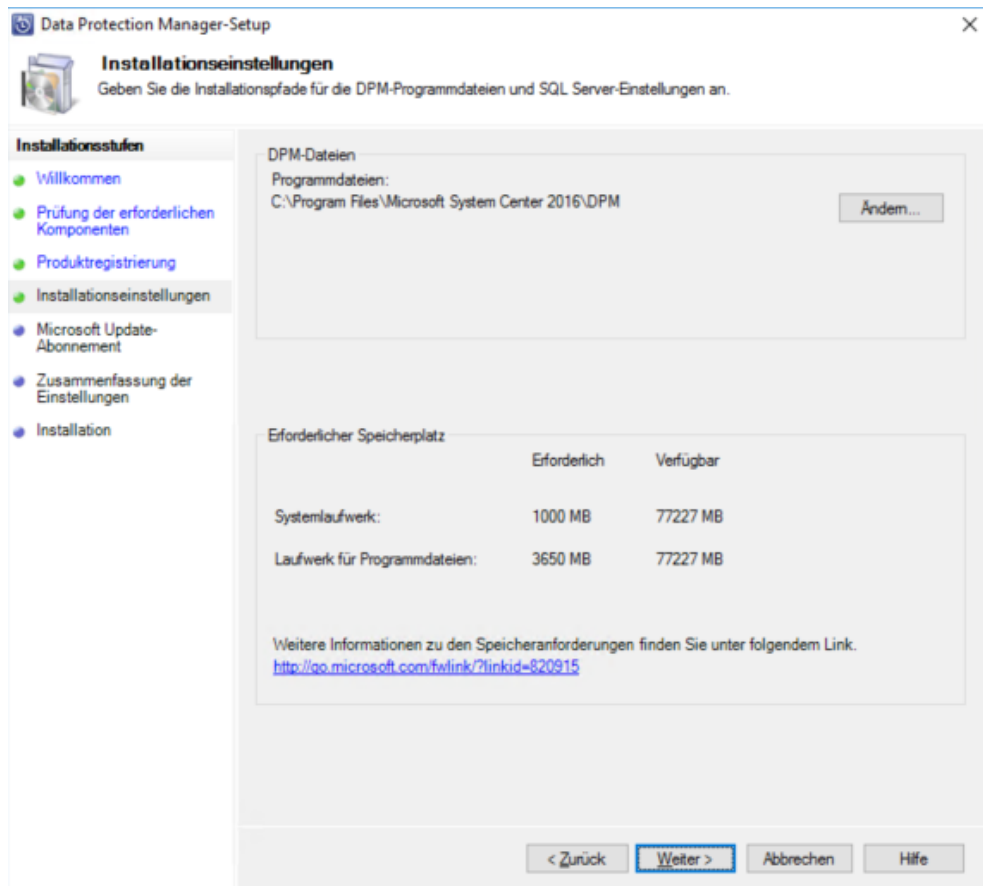 Data Protection Manager-Setup
Installationseinstellungen
Geben Sie die Installationspfade für die DPM-Programmdateien und SQL Server-Einstellungen an.
Installationsstufen
Willkommen
Prüfung der erforderlichen
Komponenten
Produktregistrierung
Installationseinstellungen
Microsoft Update-
Abonnement
Zusammenfassung der
Einstellungen
Installation
DPM-Dateien
Programmdateien:
C:\Program Files\Microsoft System Center 2016\DPM
Ändern...
Erforderlicher Speicherplatz
Erforderlich Verfügbar
Systemlaufwerk: 1000 MB 77227 MB
Laufwerk für Programmdateien: 3650 MB 77227 MB
Weitere Informationen zu den Speicheranforderungen finden Sie unter folgendem Link.
http://go.microsoft.com/fwlink/?linkid=820915
< Zurück Weiter > Abbrechen Hilfe